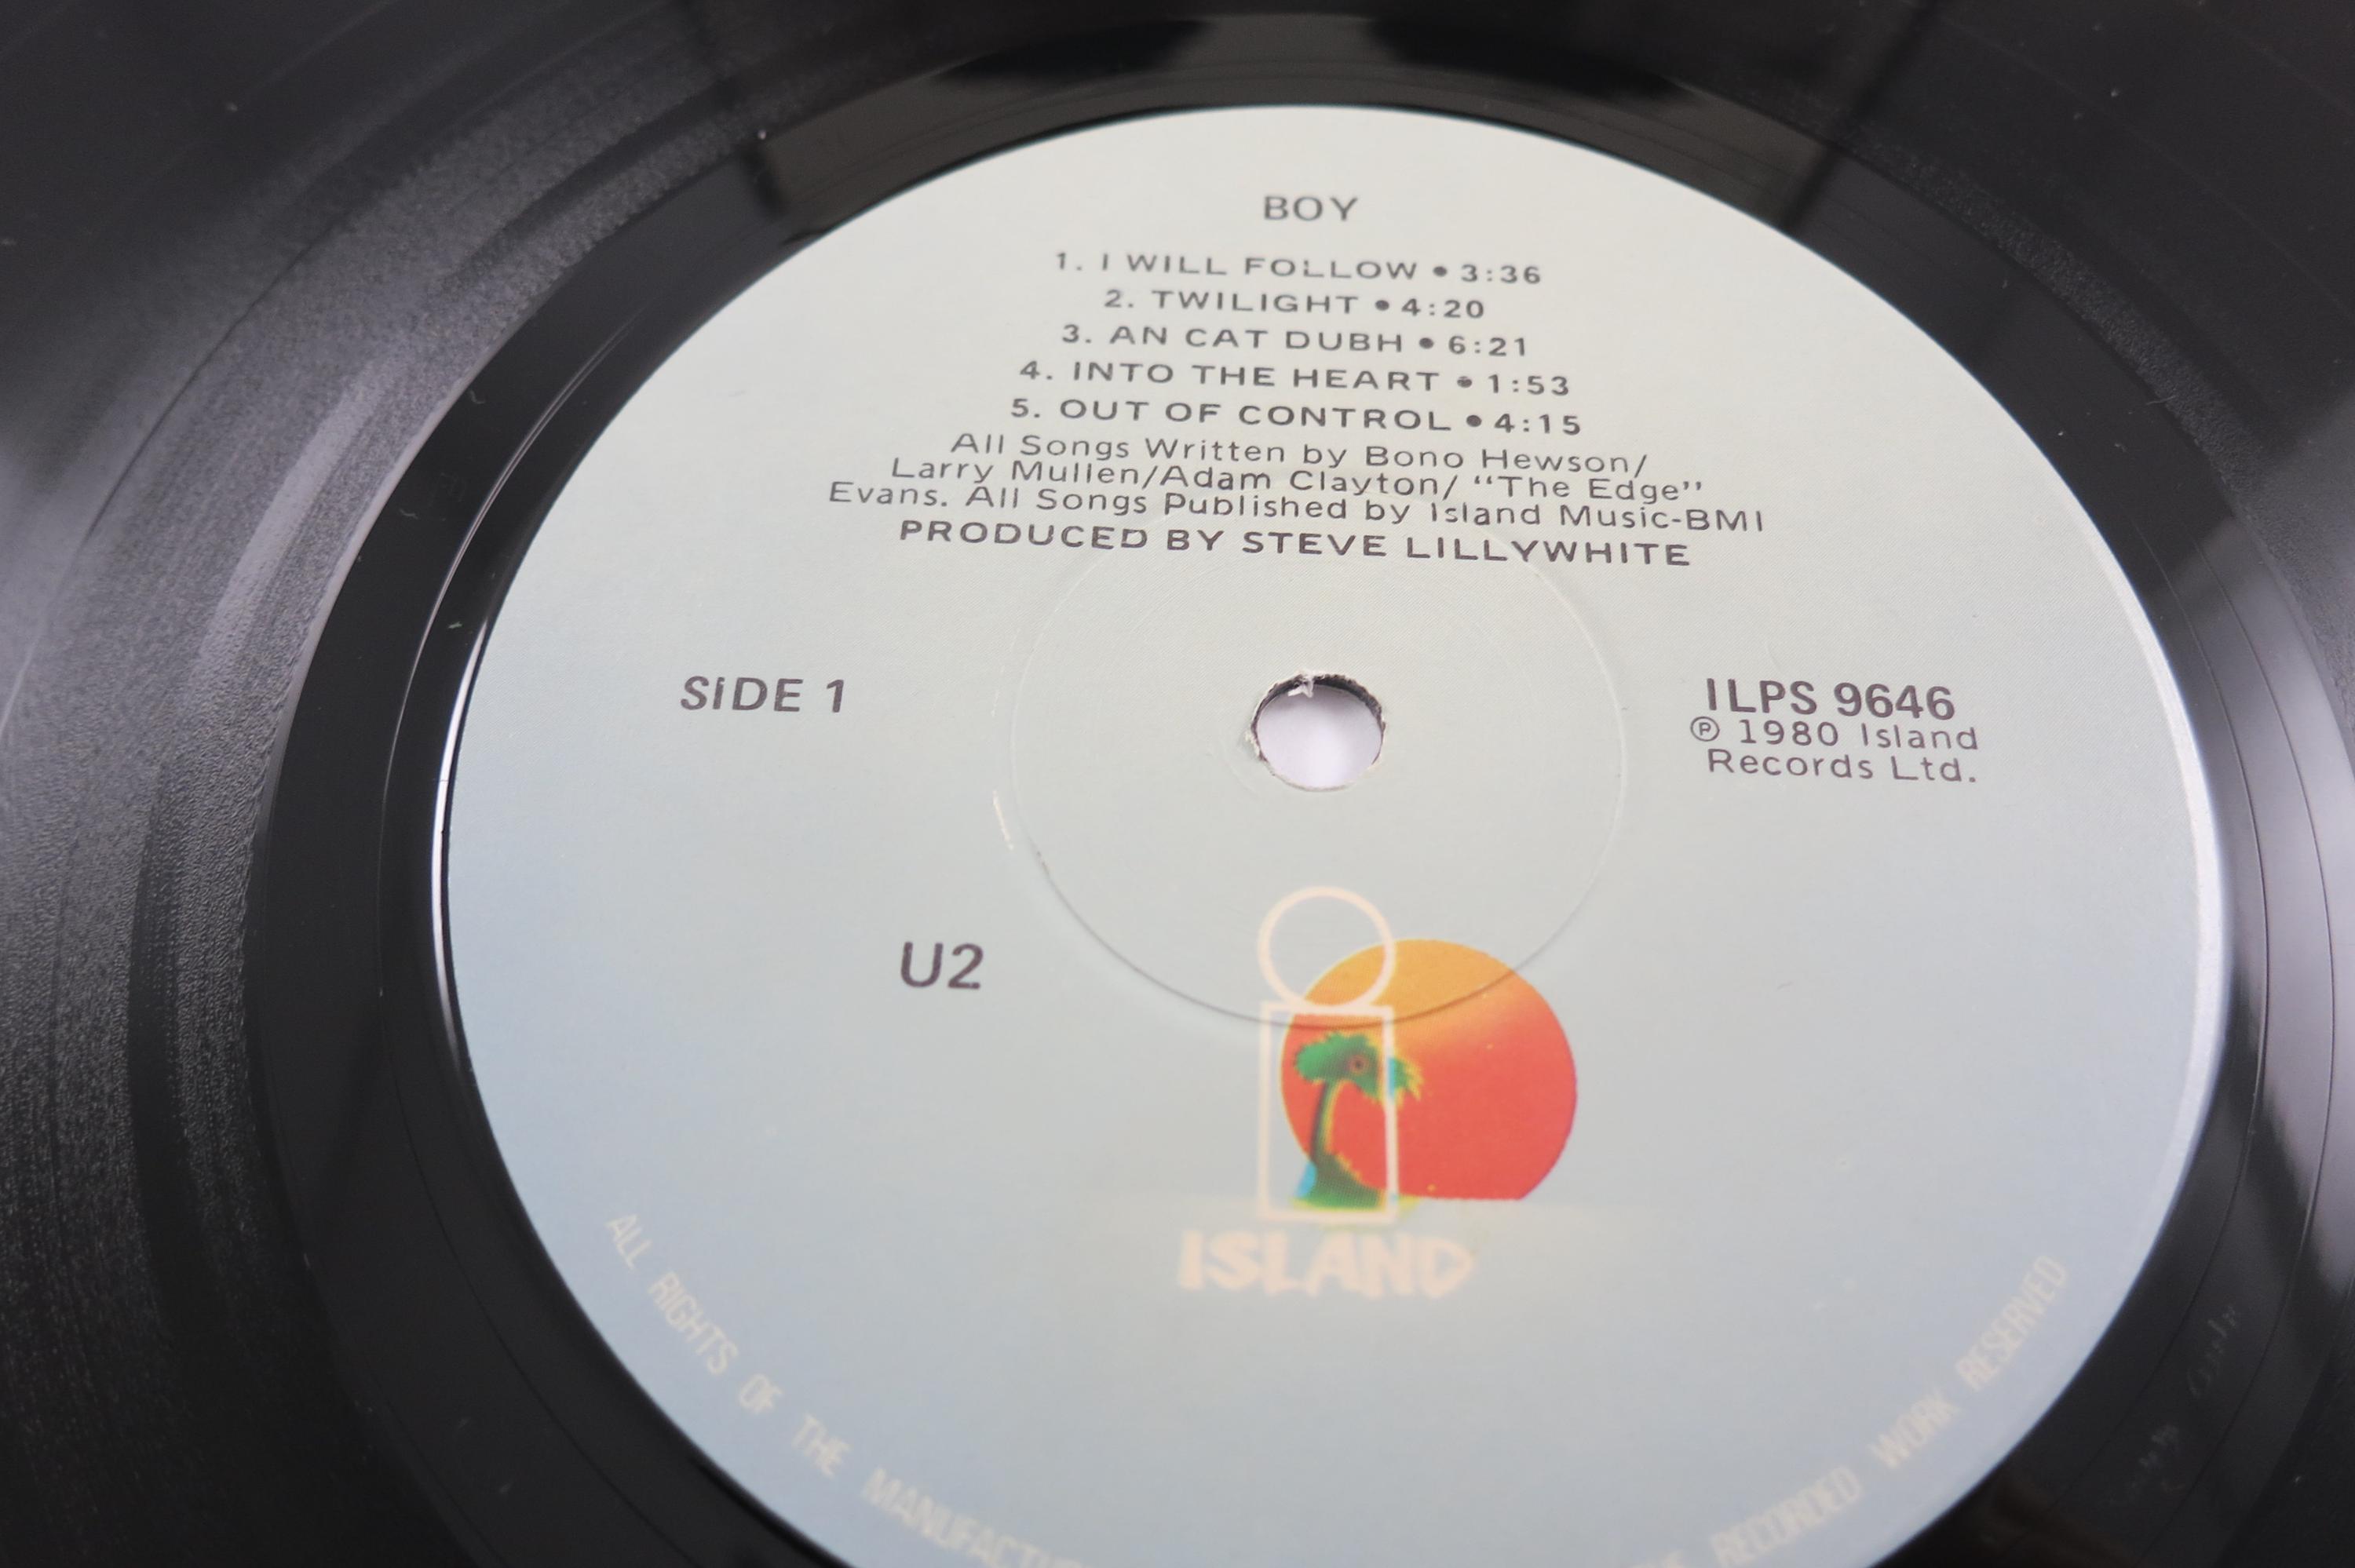 BOY
1. I WILL FOLLOW • 3:36
2. TWILIGHT • 4:20
3. AN CAT DUBH • 6:21
4. INTO THE HEART • 1:53
5. OUT OF CONTROL • 4:15
All Songs Written by Bono Hewson/
Larry Mullen/Adam Clayton/ “The Edge”
Evans. All Songs Published by Island Music-BMI
PRODUCED BY STEVE LILLYWHITE
SIDE 1
ILPS 9646
℗ 1980 Island
Records Ltd.
U2
ISLAND
ALL RIGHTS OF THE
RECORDED WORK RESERVED